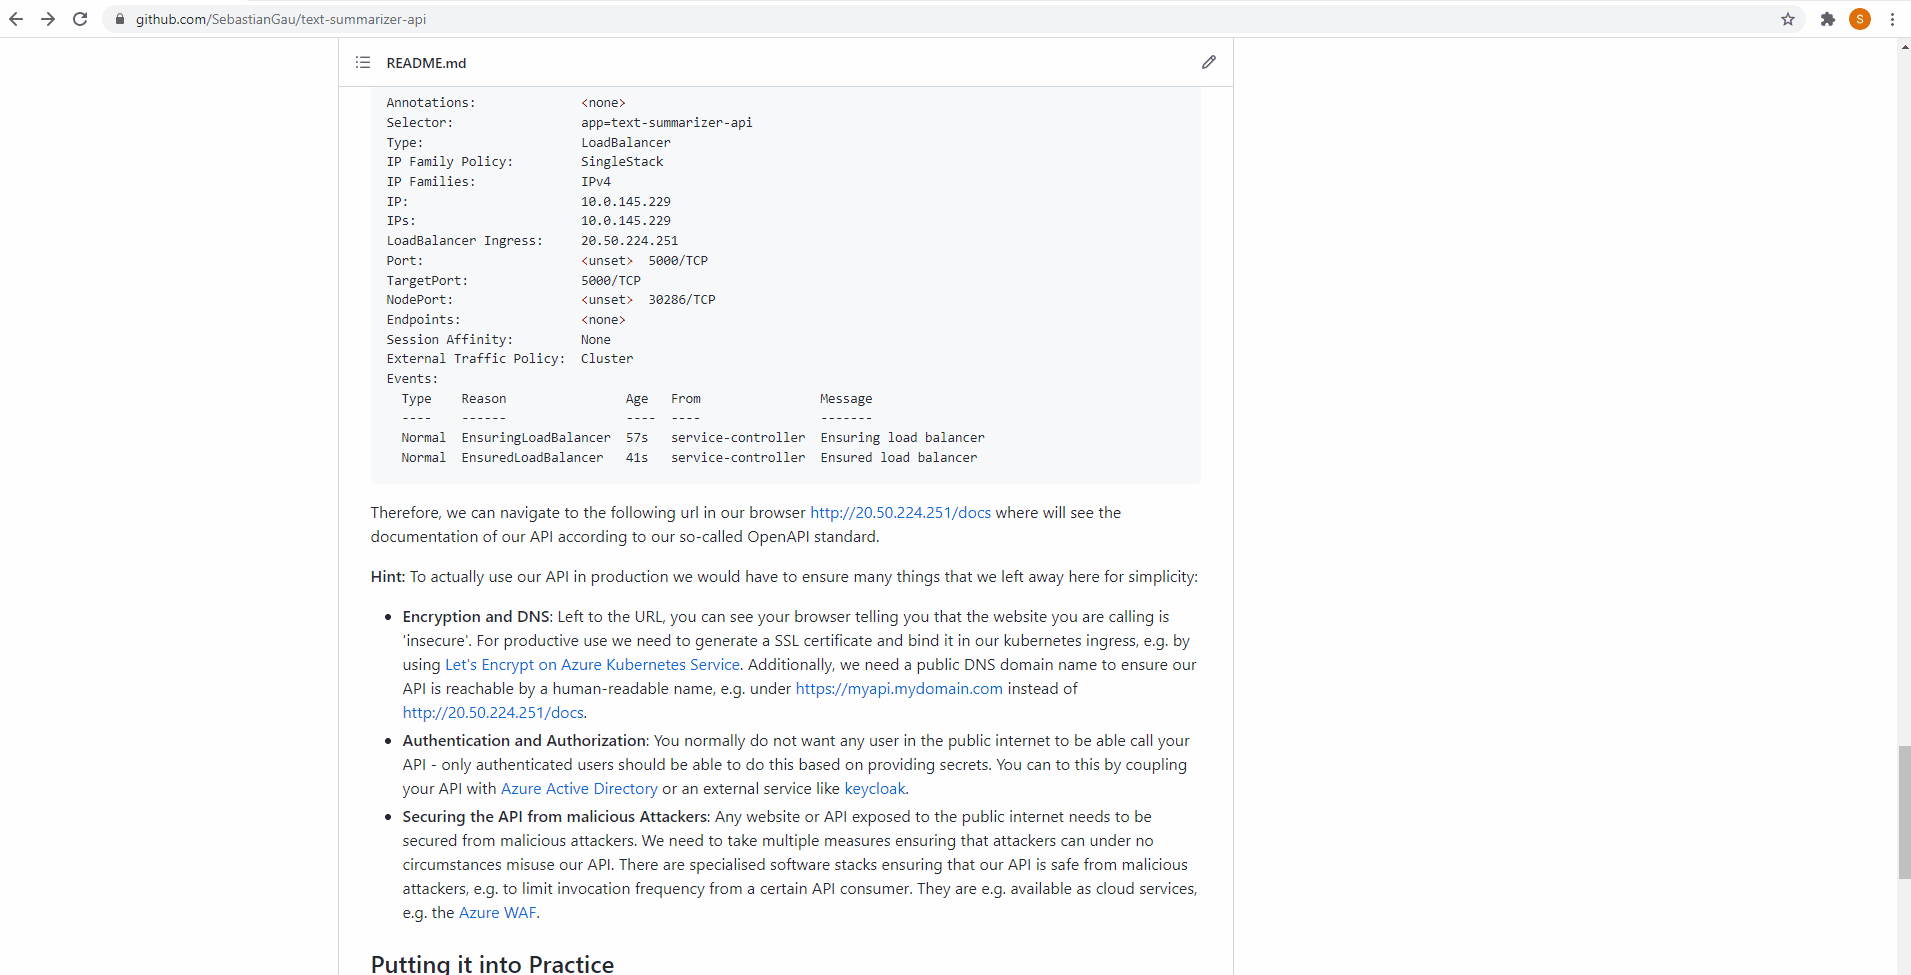 github.com/SebastianGau/text-summarizer-api
S
README.md
Annotations: <none>
Selector: app=text-summarizer-api
Type: LoadBalancer
IP Family Policy: SingleStack
IP Families: IPv4
IP: 10.0.145.229
IPs: 10.0.145.229
LoadBalancer Ingress: 20.50.224.251
Port: <unset> 5000/TCP
TargetPort: 5000/TCP
NodePort: <unset> 30286/TCP
Endpoints: <none>
Session Affinity: None
External Traffic Policy: Cluster
Events:
Type Reason Age From Message
---- ------ ---- ---- -------
Normal EnsuringLoadBalancer 57s service-controller Ensuring load balancer
Normal EnsuredLoadBalancer 41s service-controller Ensured load balancer
Therefore, we can navigate to the following url in our browser http://20.50.224.251/docs where will see the
documentation of our API according to our so-called OpenAPI standard.
Hint: To actually use our API in production we would have to ensure many things that we left away here for simplicity:
• Encryption and DNS: Left to the URL, you can see your browser telling you that the website you are calling is
'insecure'. For productive use we need to generate a SSL certificate and bind it in our kubernetes ingress, e.g. by
using Let's Encrypt on Azure Kubernetes Service. Additionally, we need a public DNS domain name to ensure our
API is reachable by a human-readable name, e.g. under https://myapi.mydomain.com instead of
http://20.50.224.251/docs.
• Authentication and Authorization: You normally do not want any user in the public internet to be able call your
API - only authenticated users should be able to do this based on providing secrets. You can to this by coupling
your API with Azure Active Directory or an external service like keycloak.
• Securing the API from malicious Attackers: Any website or API exposed to the public internet needs to be
secured from malicious attackers. We need to take multiple measures ensuring that attackers can under no
circumstances misuse our API. There are specialised software stacks ensuring that our API is safe from malicious
attackers, e.g. to limit invocation frequency from a certain API consumer. They are e.g. available as cloud services,
e.g. the Azure WAF.
Putting it into Practice